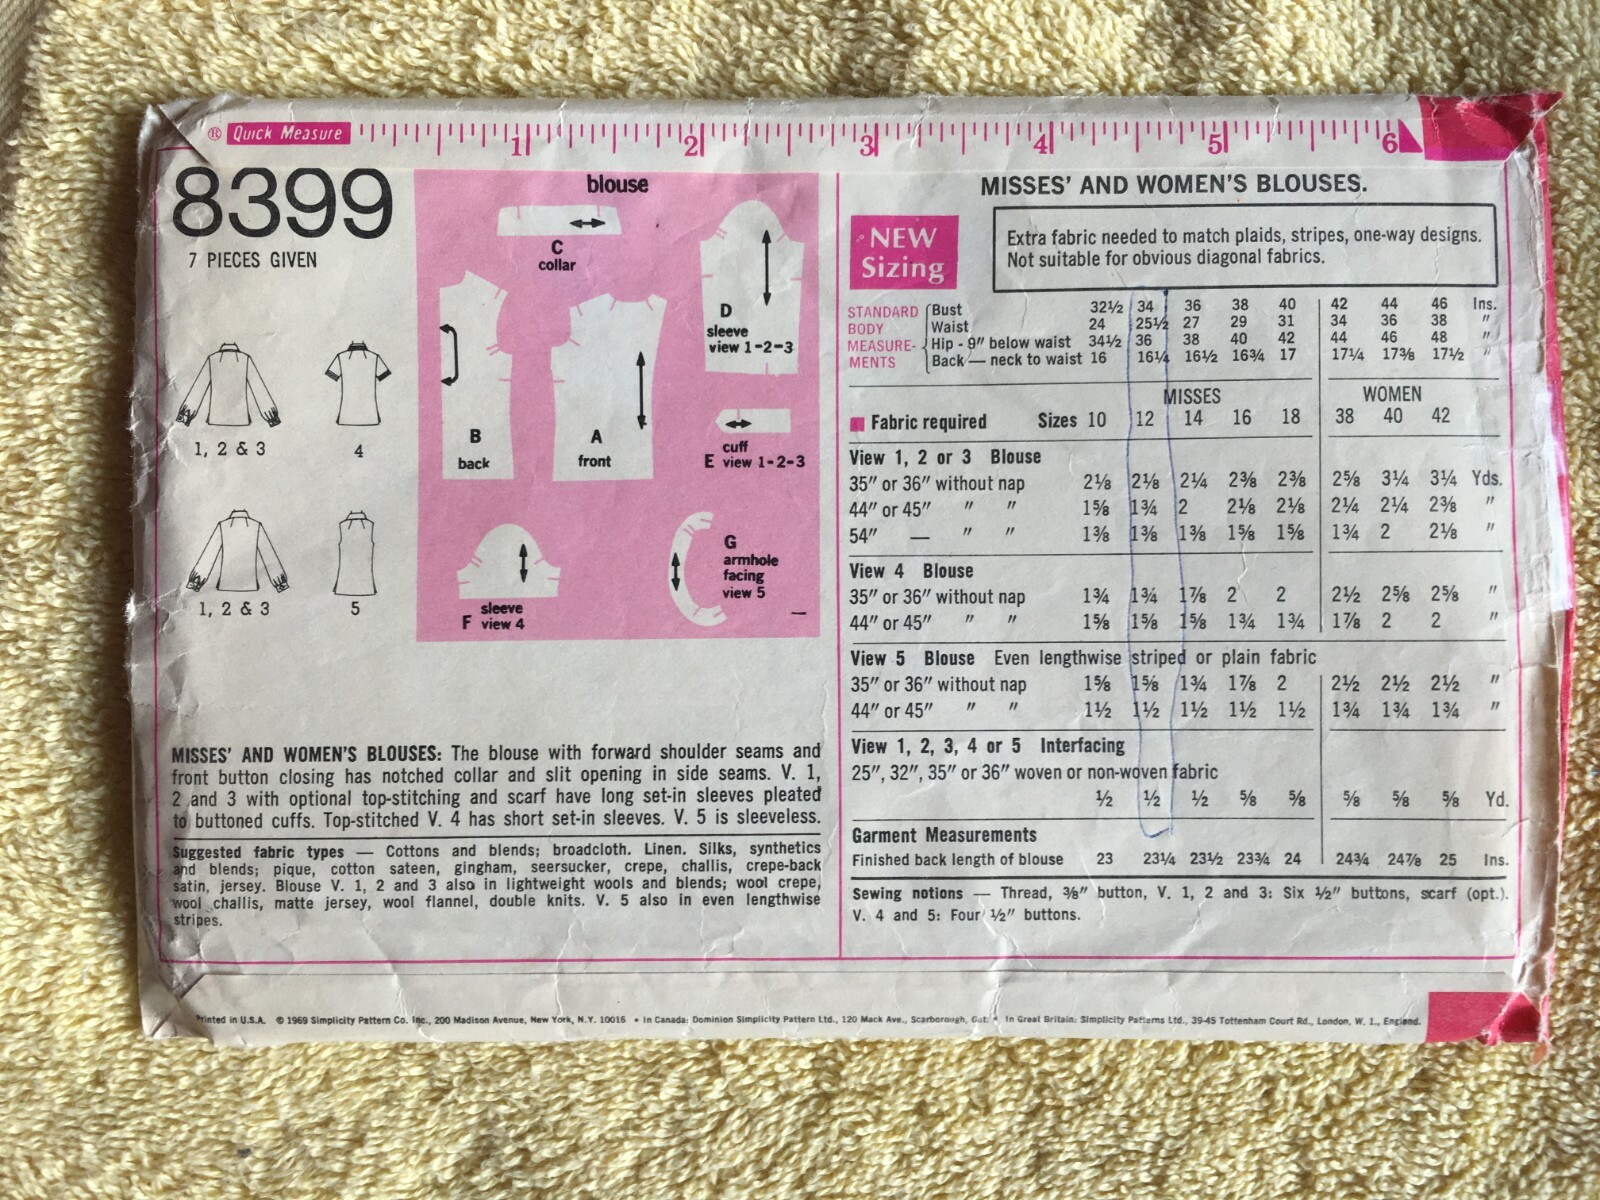 ® Quick Measure 1 2 3 4 5 6
8399
7 PIECES GIVEN
1, 2 & 3
4
1, 2 & 3
5
blouse
C
collar
D
sleeve
view 1-2-3
B
back
A
front
cuff
E view 1-2-3
G
armhole
facing
view 5
sleeve
F view 4
MISSES' AND WOMEN'S BLOUSES: The blouse with forward shoulder seams and
front button closing has notched collar and slit opening in side seams. V. 1,
2 and 3 with optional top-stitching and scarf have long set-in sleeves pleated
to buttoned cuffs. Top-stitched V. 4 has short set-in sleeves. V. 5 is sleeveless.
Suggested fabric types — Cottons and blends; broadcloth. Linen. Silks, synthetics
and blends; pique, cotton sateen, gingham, seersucker, crepe, challis, crepe-back
satin, jersey. Blouse V. 1, 2 and 3 also in lightweight wools and blends; wool crepe,
wool challis, matte jersey, wool flannel, double knits. V. 5 also in even lengthwise
stripes.
MISSES' AND WOMEN'S BLOUSES.
NEW
Sizing
Extra fabric needed to match plaids, stripes, one-way designs.
Not suitable for obvious diagonal fabrics.
STANDARD
BODY
MEASURE-
MENTS
Bust 32½ 34 36 38 40 42 44 46 Ins.
Waist 24 25½ 27 29 31 34 36 38 "
Hip - 9" below waist 34½ 36 38 40 42 44 46 48 "
Back — neck to waist 16 16¼ 16½ 16¾ 17 17¼ 17⅜ 17½ "
MISSES WOMEN
Fabric required Sizes 10 12 14 16 18 38 40 42
View 1, 2 or 3 Blouse
35" or 36" without nap 2⅛ 2⅛ 2¼ 2⅜ 2⅜ 2⅝ 3¼ 3¼ Yds.
44" or 45" " " 1⅝ 1¾ 2 2⅛ 2⅛ 2¼ 2¼ 2⅜ "
54" — " " 1⅜ 1⅜ 1⅜ 1⅝ 1⅝ 1¾ 2 2⅛ "
View 4 Blouse
35" or 36" without nap 1¾ 1¾ 1⅞ 2 2 2½ 2⅝ 2⅝ "
44" or 45" " " 1⅝ 1⅝ 1⅝ 1¾ 1¾ 1⅞ 2 2 "
View 5 Blouse Even lengthwise striped or plain fabric
35" or 36" without nap 1⅝ 1⅝ 1¾ 1⅞ 2 2½ 2½ 2½ "
44" or 45" " " 1½ 1½ 1½ 1½ 1½ 1¾ 1¾ 1¾ "
View 1, 2, 3, 4 or 5 Interfacing
25", 32", 35" or 36" woven or non-woven fabric
½ ½ ½ ⅝ ⅝ ⅝ ⅝ ⅝ Yd.
Garment Measurements
Finished back length of blouse 23 23¼ 23½ 23¾ 24 24¾ 24⅞ 25 Ins.
Sewing notions — Thread, ⅜" button, V. 1, 2 and 3: Six ½" buttons, scarf (opt.).
V. 4 and 5: Four ½" buttons.
Printed in U.S.A. © 1969 Simplicity Pattern Co. Inc., 200 Madison Avenue, New York, N.Y. 10016 • In Canada: Dominion Simplicity Pattern Ltd., 120 Mack Ave., Scarborough, Ont. • In Great Britain: Simplicity Patterns Ltd., 39-45 Tottenham Court Rd., London, W. 1., England.